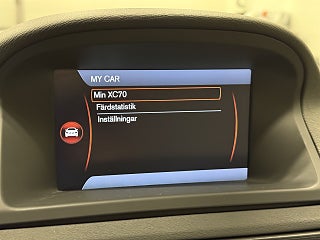 MY CAR
Min XC70
Färdstatistik
Inställningar